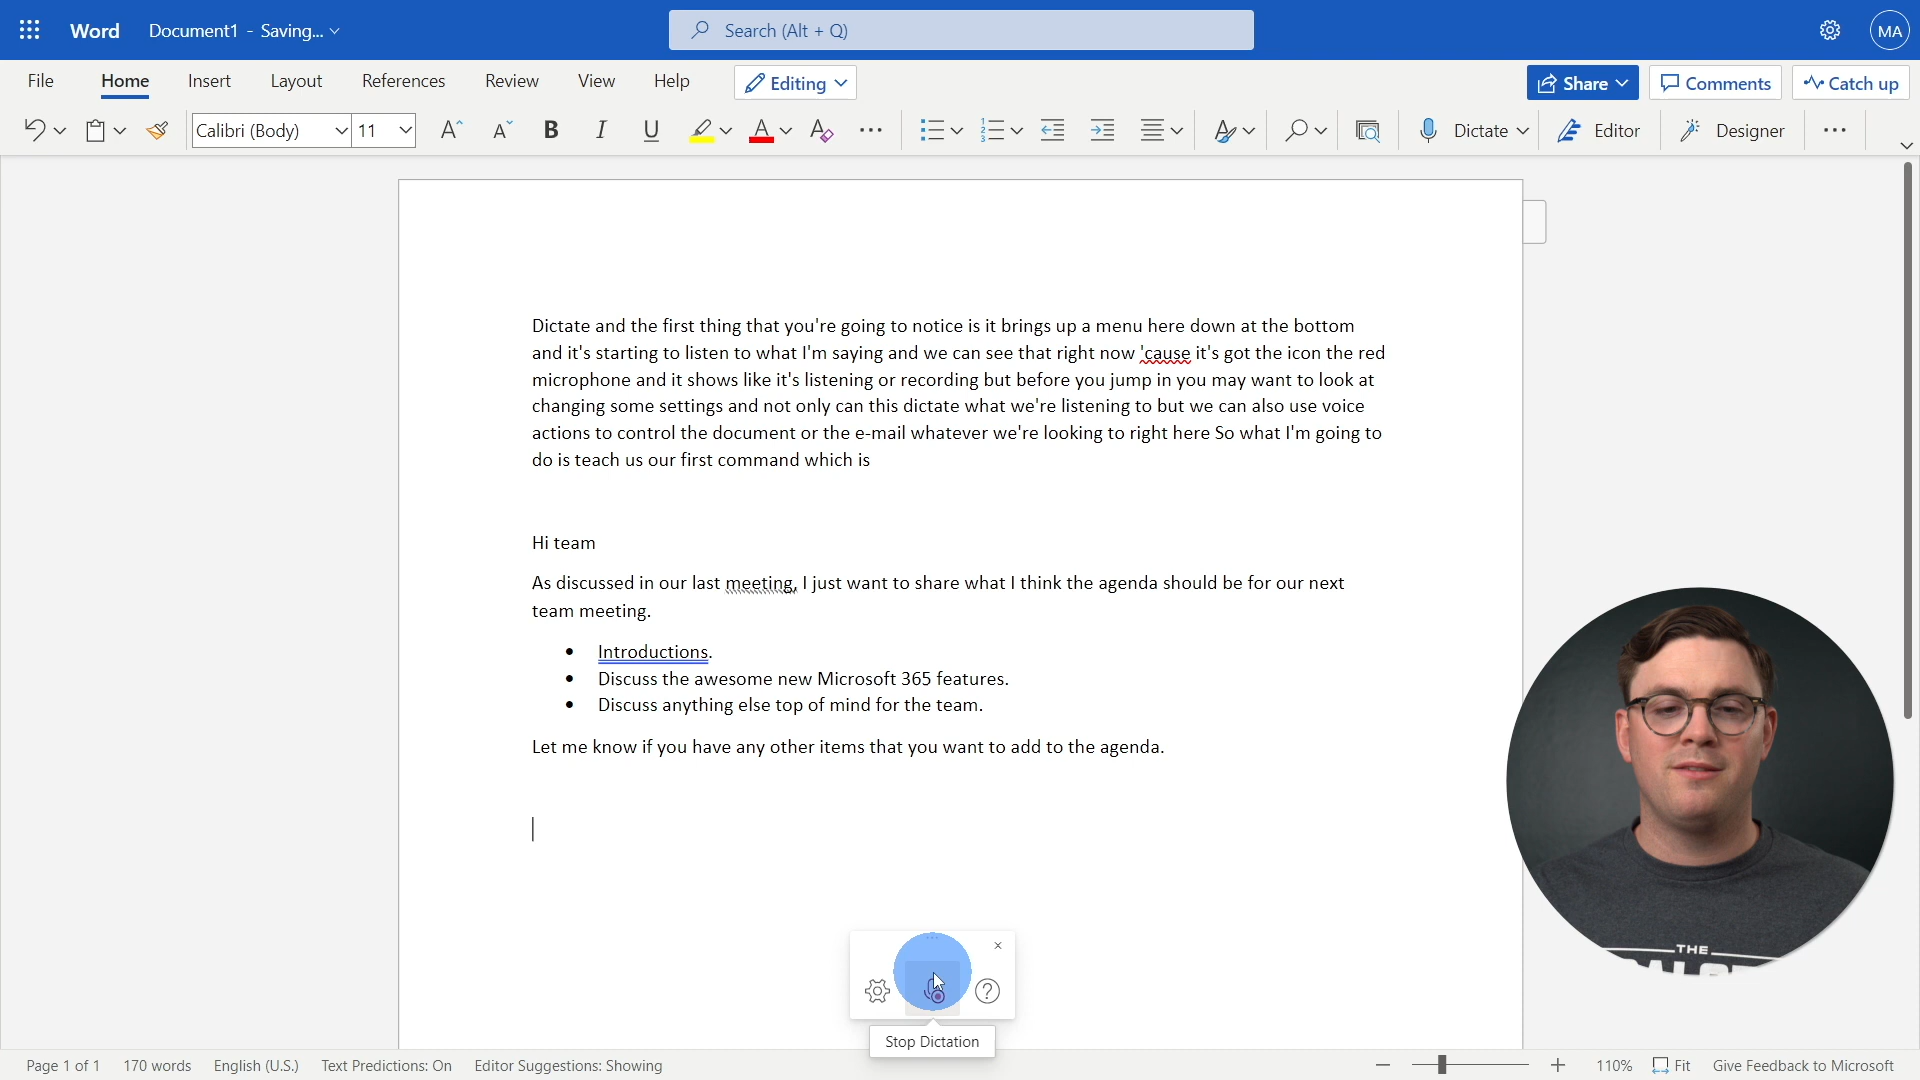 Word Document1 - Saving... Search (Alt + Q) MA
File Home Insert Layout References Review View Help Editing Share Comments Catch up
Calibri (Body) 11 Dictate Editor Designer
Dictate and the first thing that you're going to notice is it brings up a menu here down at the bottom
and it's starting to listen to what I'm saying and we can see that right now 'cause it's got the icon the red
microphone and it shows like it's listening or recording but before you jump in you may want to look at
changing some settings and not only can this dictate what we're listening to but we can also use voice
actions to control the document or the e-mail whatever we're looking to right here So what I'm going to
do is teach us our first command which is
Hi team
As discussed in our last meeting, I just want to share what I think the agenda should be for our next
team meeting.
• Introductions.
• Discuss the awesome new Microsoft 365 features.
• Discuss anything else top of mind for the team.
Let me know if you have any other items that you want to add to the agenda.
THE
Stop Dictation
Page 1 of 1 170 words English (U.S.) Text Predictions: On Editor Suggestions: Showing 110% Fit Give Feedback to Microsoft